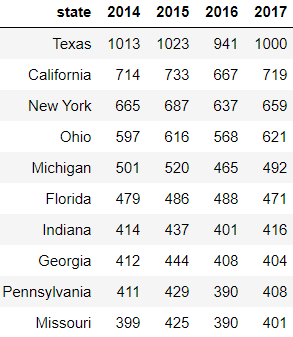 state 2014 2015 2016 2017
Texas 1013 1023 941 1000
California 714 733 667 719
New York 665 687 637 659
Ohio 597 616 568 621
Michigan 501 520 465 492
Florida 479 486 488 471
Indiana 414 437 401 416
Georgia 412 444 408 404
Pennsylvania 411 429 390 408
Missouri 399 425 390 401